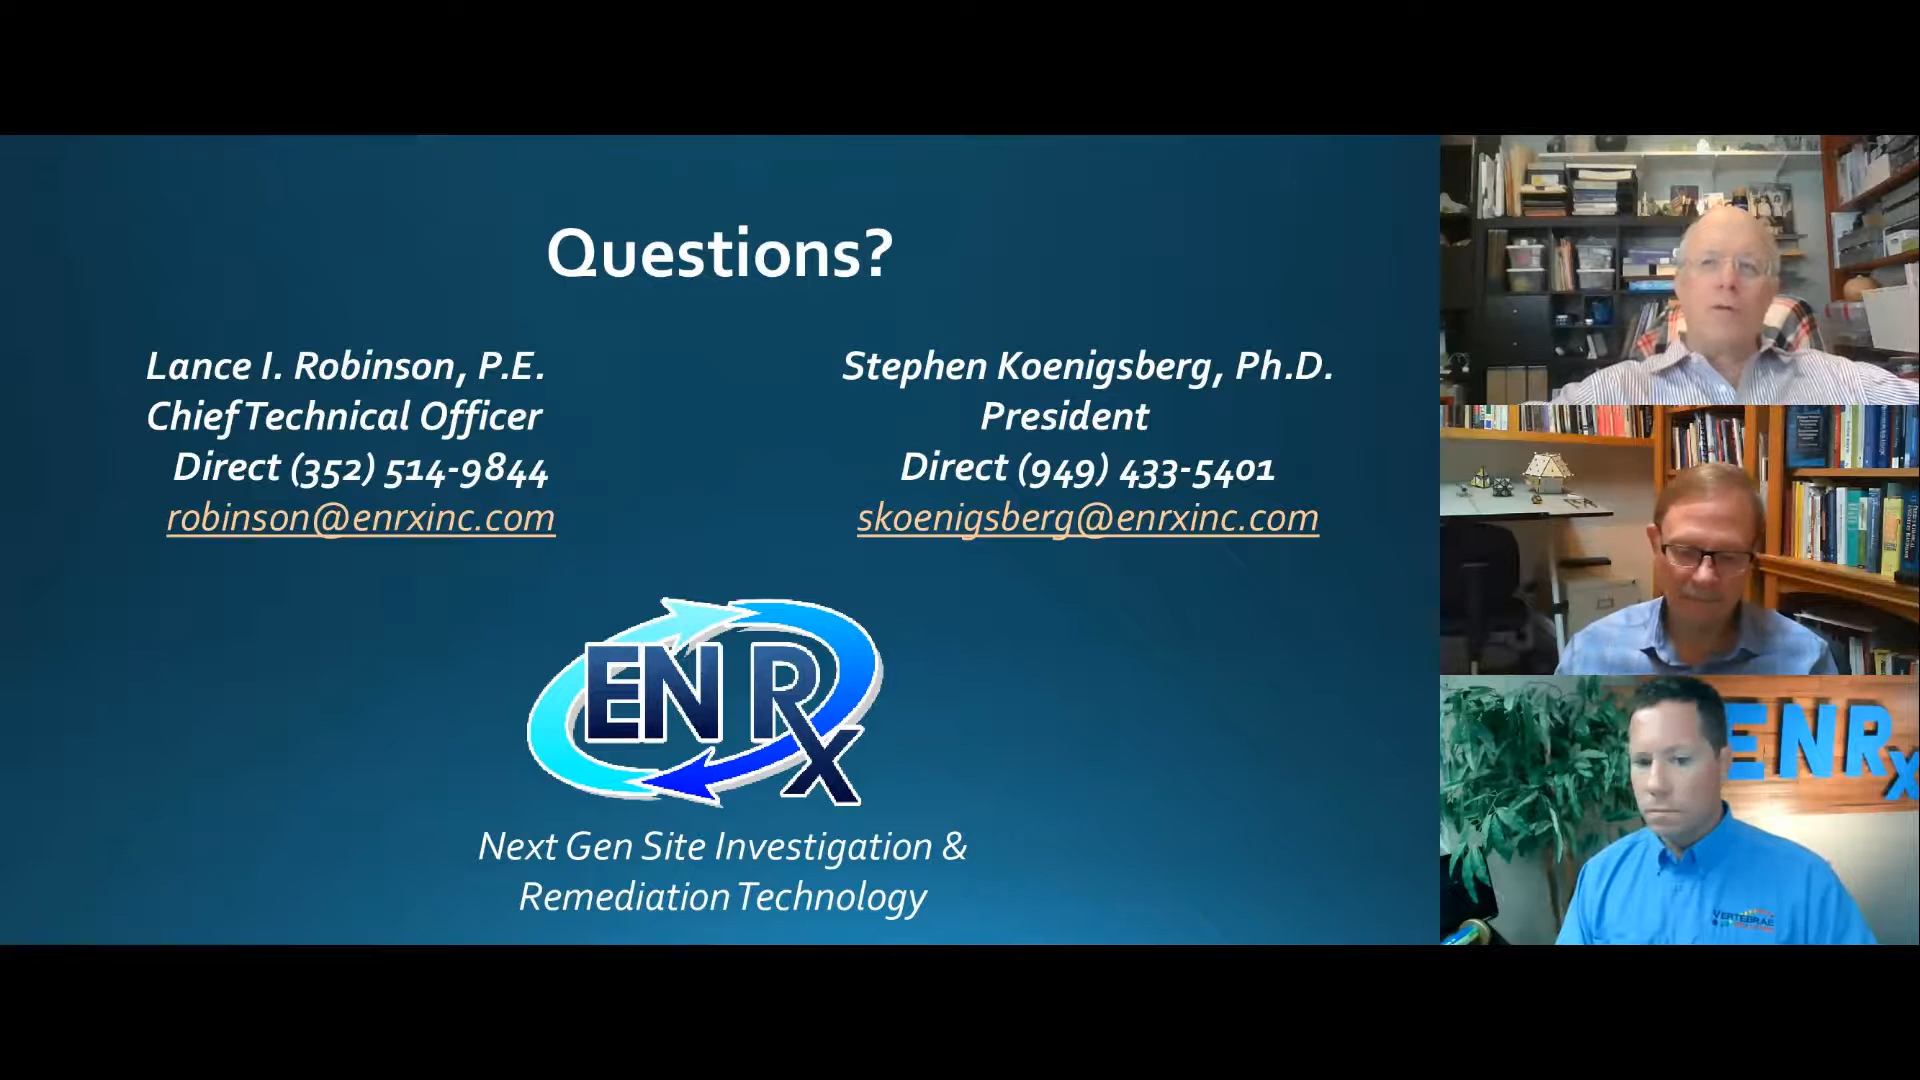 Questions?
Lance I. Robinson, P.E.
Chief Technical Officer
Direct (352) 514-9844
robinson@enrxinc.com
Stephen Koenigsberg, Ph.D.
President
Direct (949) 433-5401
skoenigsberg@enrxinc.com
EN Rx
Next Gen Site Investigation &
Remediation Technology
ENRx
VERTEBRAE